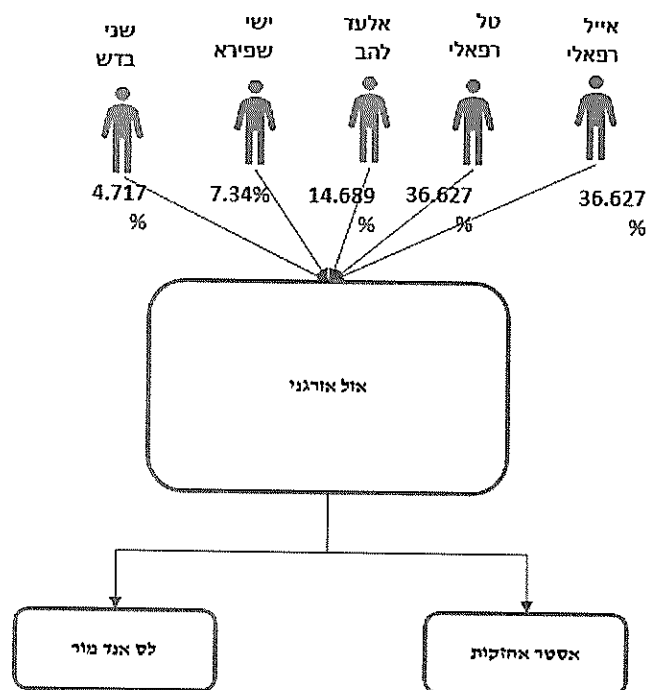 אייל
רפאלי
טל
רפאלי
אלעד
להב
ישי
שפירא
שני
בדש
36.627
%
36.627
%
14.689
%
7.34%
4.717
%
אול אורגני
אסטר אחזקות
לס אנד מור